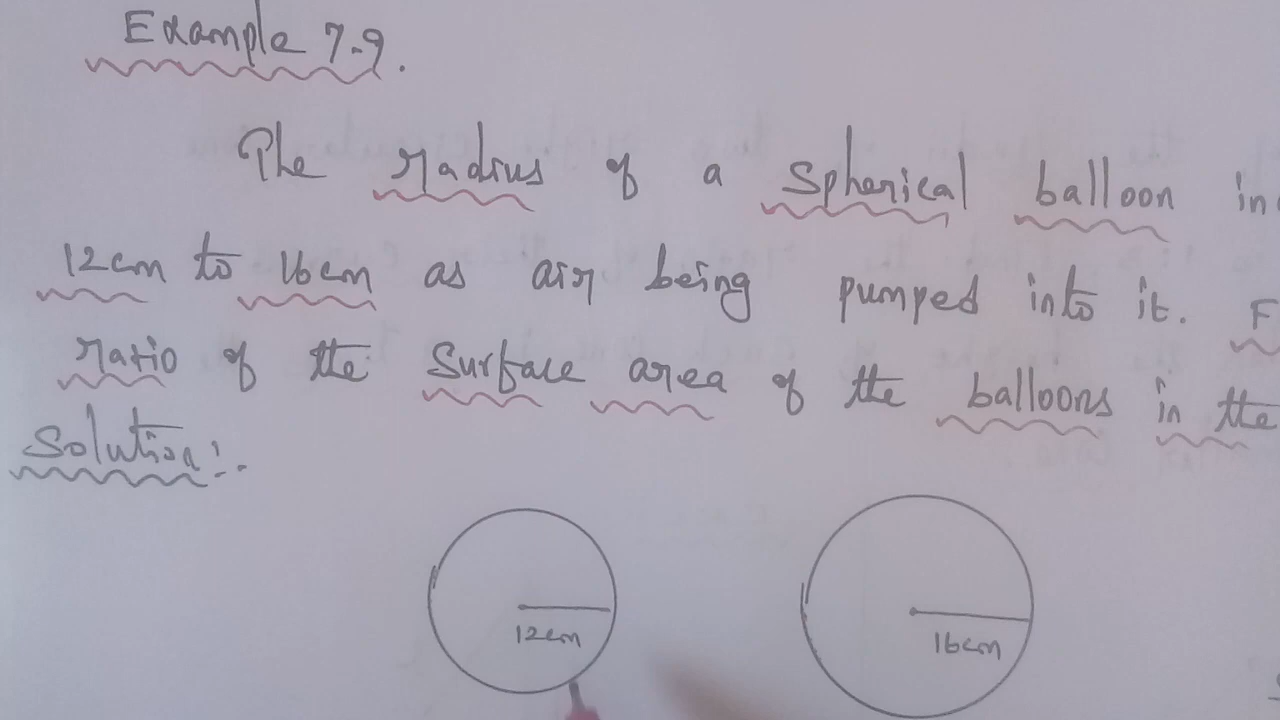 Example 7.9.
The radius of a spherical balloon in
12cm to 16cm as air being pumped into it. F
ratio of the Surface area of the balloons in the
Solution:-
12cm
16cm